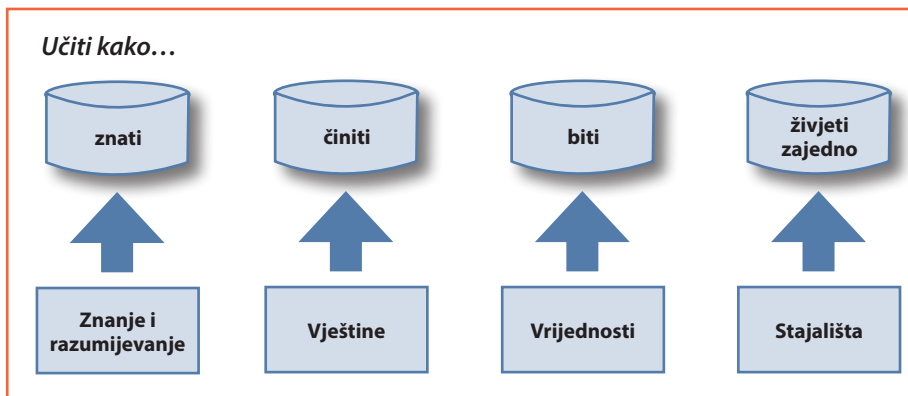 Učiti kako…
znati
činiti
biti
živjeti
zajedno
Znanje i
razumijevanje
Vještine
Vrijednosti
Stajališta